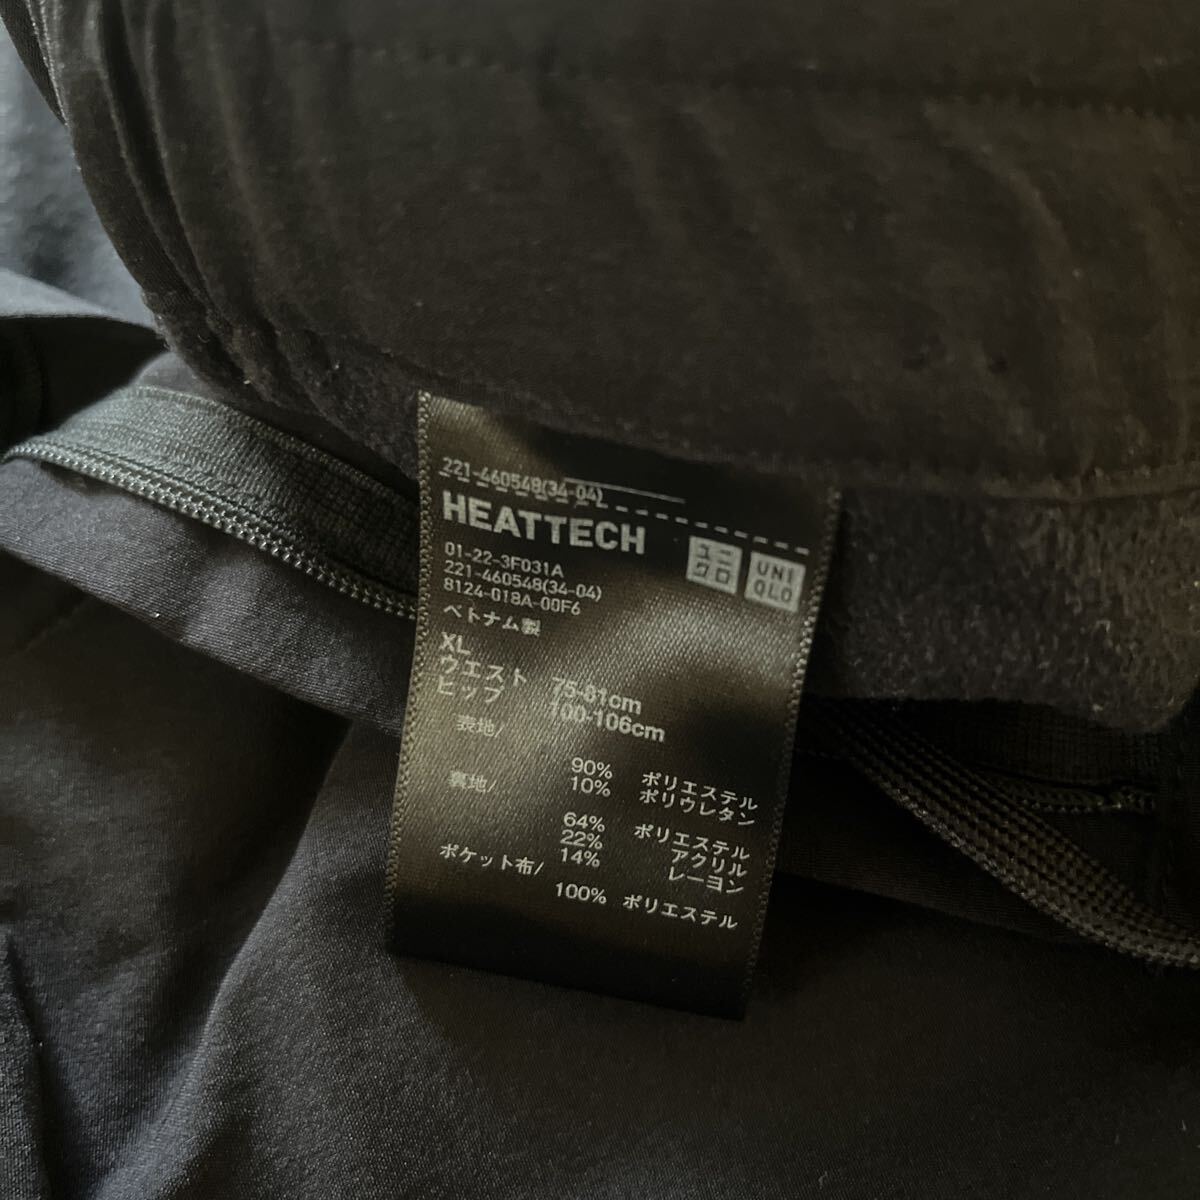 221-460548(34-04)
HEATTECH
ユニ
クロ
UNI
QLO
01-22-3F031A
221-460548(34-04)
8124-018A-00F6
ベトナム製
XL
ウエスト 75-81cm
ヒップ 100-106cm
表地/
90% ポリエステル
10% ポリウレタン
裏地/
64% ポリエステル
22% アクリル
14% レーヨン
ポケット布/
100% ポリエステル